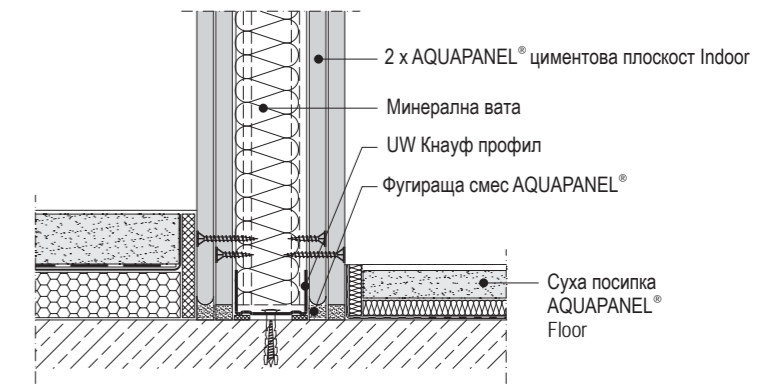 2 x AQUAPANEL® циментова плоскост Indoor
Минерална вата
UW Кнауф профил
Фугираща смес AQUAPANEL®
Суха посипка
AQUAPANEL®
Floor